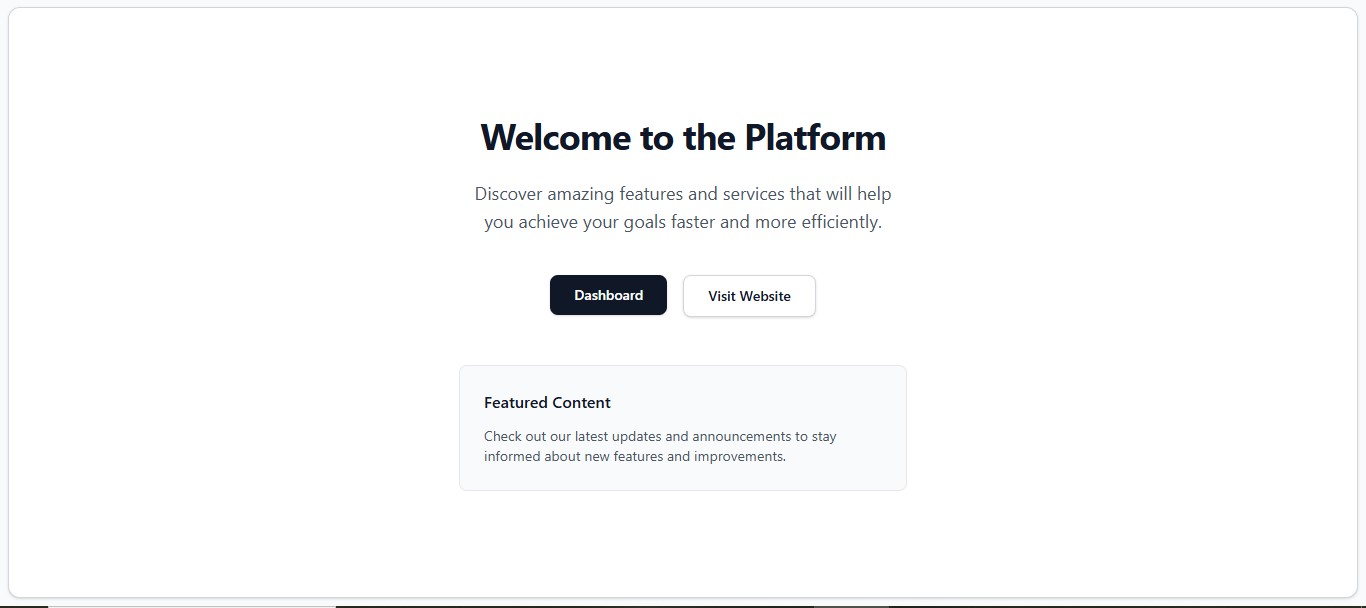 Welcome to the Platform
Discover amazing features and services that will help
you achieve your goals faster and more efficiently.
Dashboard
Visit Website
Featured Content
Check out our latest updates and announcements to stay
informed about new features and improvements.